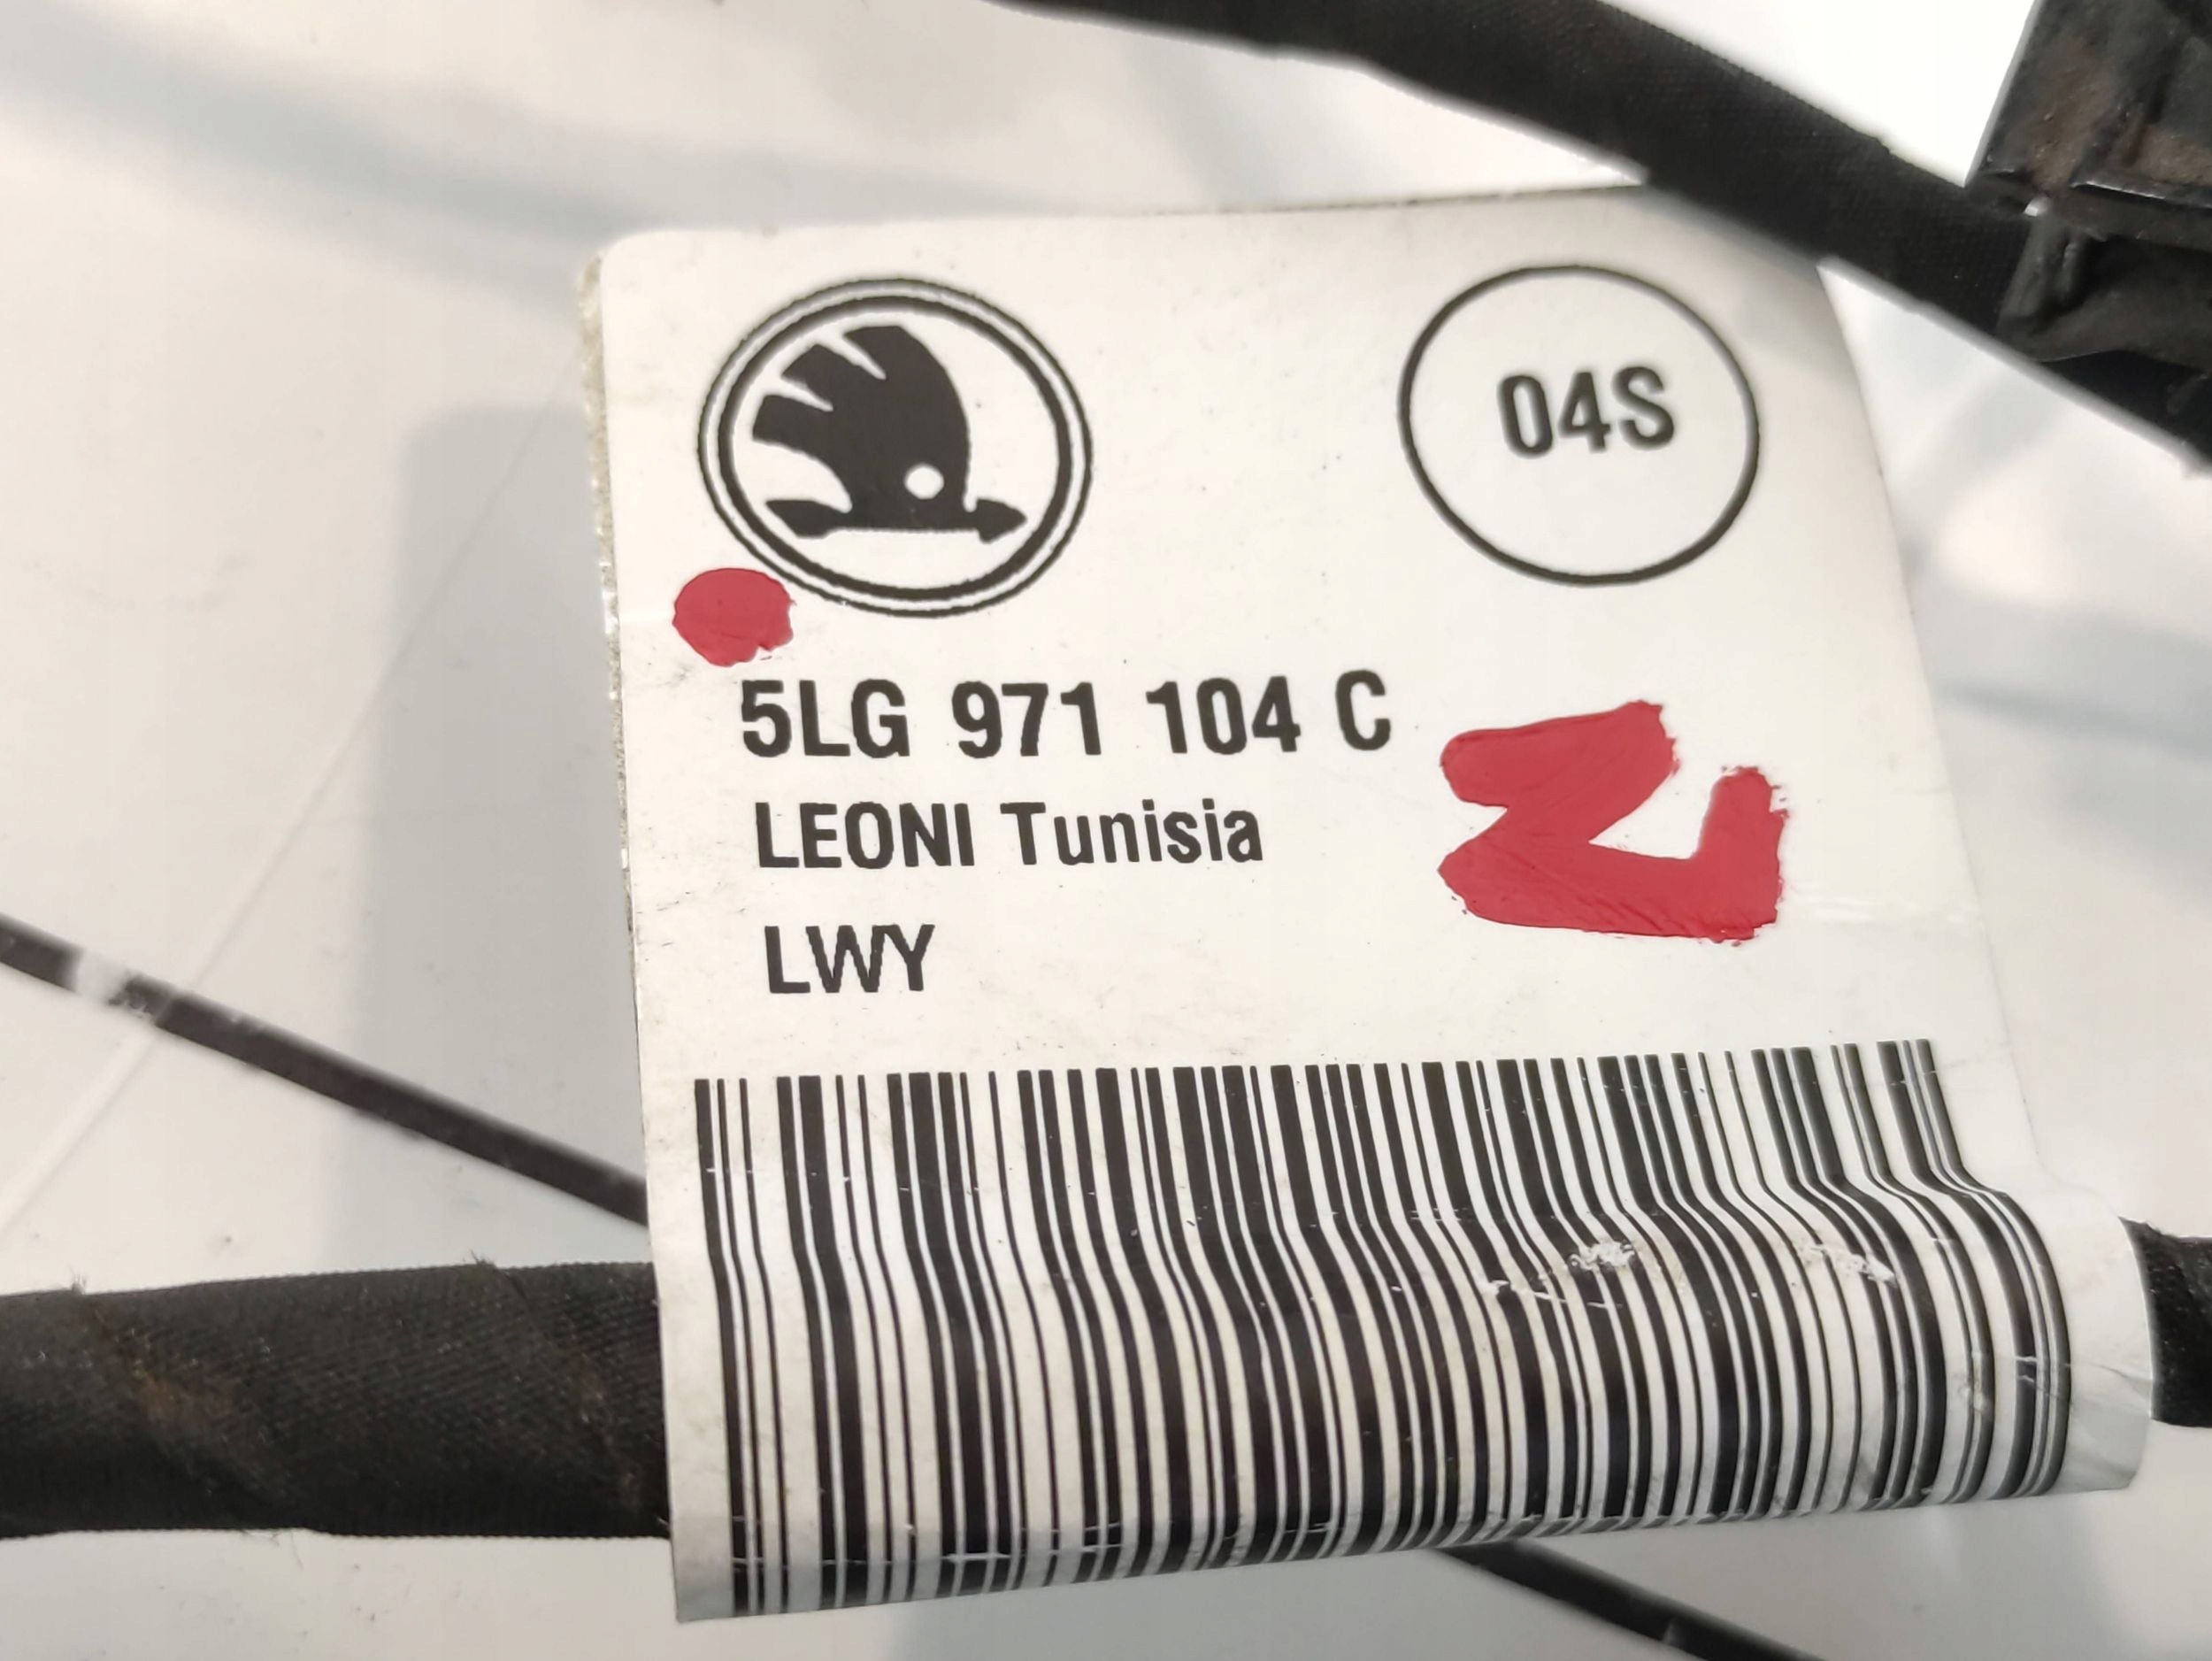 04S
5LG 971 104 C
LEONI Tunisia
LWY